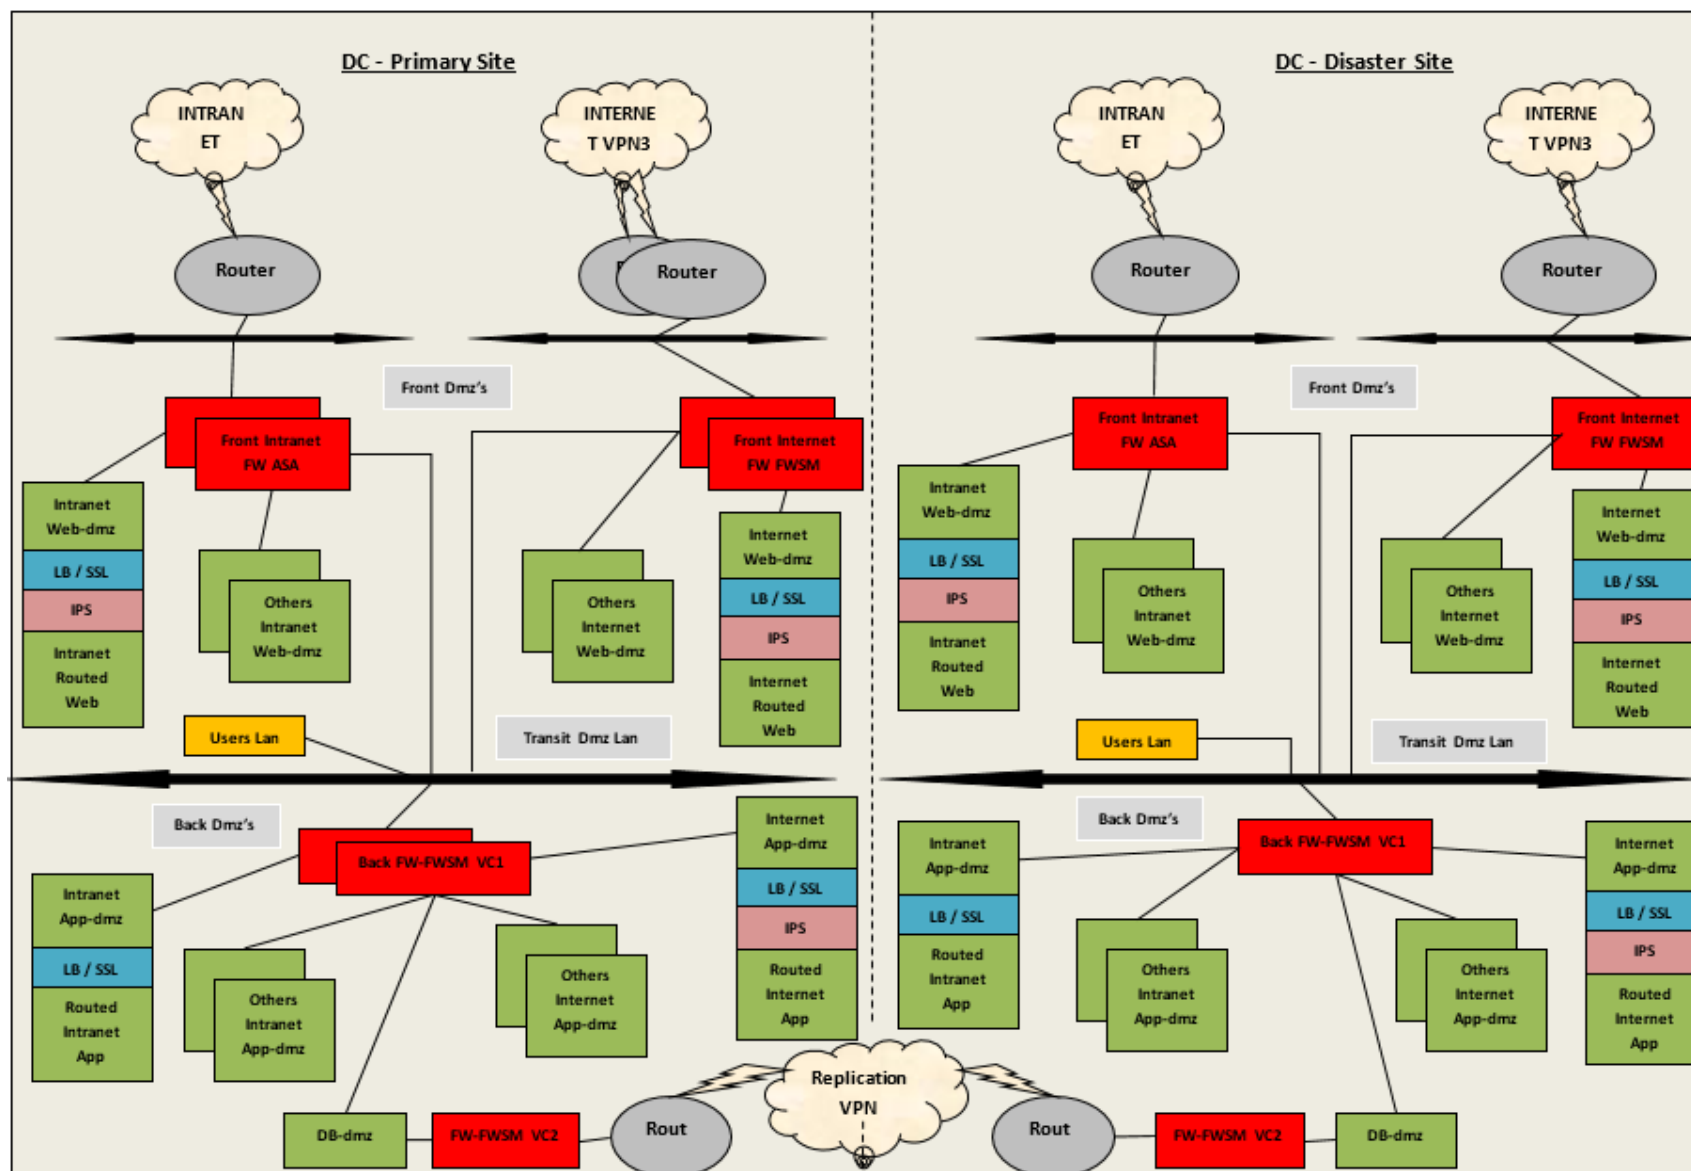 DC - Primary Site
DC - Disaster Site
INTRAN
ET
INTERNE
T VPN3
INTRAN
ET
INTERNE
T VPN3
Router
Router
Router
Router
Front Dmz's
Front Dmz's
Front Intranet
FW ASA
Front Internet
FW FWSM
Front Intranet
FW ASA
Front Internet
FW FWSM
Intranet
Web-dmz
LB / SSL
IPS
Intranet
Routed
Web
Others
Intranet
Web-dmz
Others
Internet
Web-dmz
Internet
Web-dmz
LB / SSL
IPS
Internet
Routed
Web
Intranet
Web-dmz
LB / SSL
IPS
Intranet
Routed
Web
Others
Intranet
Web-dmz
Others
Internet
Web-dmz
Internet
Web-dmz
LB / SSL
IPS
Internet
Routed
Web
Users Lan
Transit Dmz Lan
Users Lan
Transit Dmz Lan
Back Dmz's
Back Dmz's
Back FW-FWSM VC1
Back FW-FWSM VC1
Intranet
App-dmz
LB / SSL
Routed
Intranet
App
Others
Intranet
App-dmz
Others
Internet
App-dmz
Internet
App-dmz
LB / SSL
IPS
Routed
Internet
App
Intranet
App-dmz
LB / SSL
Routed
Intranet
App
Others
Intranet
App-dmz
Others
Internet
App-dmz
Internet
App-dmz
LB / SSL
IPS
Routed
Internet
App
Replication
VPN
DB-dmz
FW-FWSM VC2
Rout
Rout
FW-FWSM VC2
DB-dmz